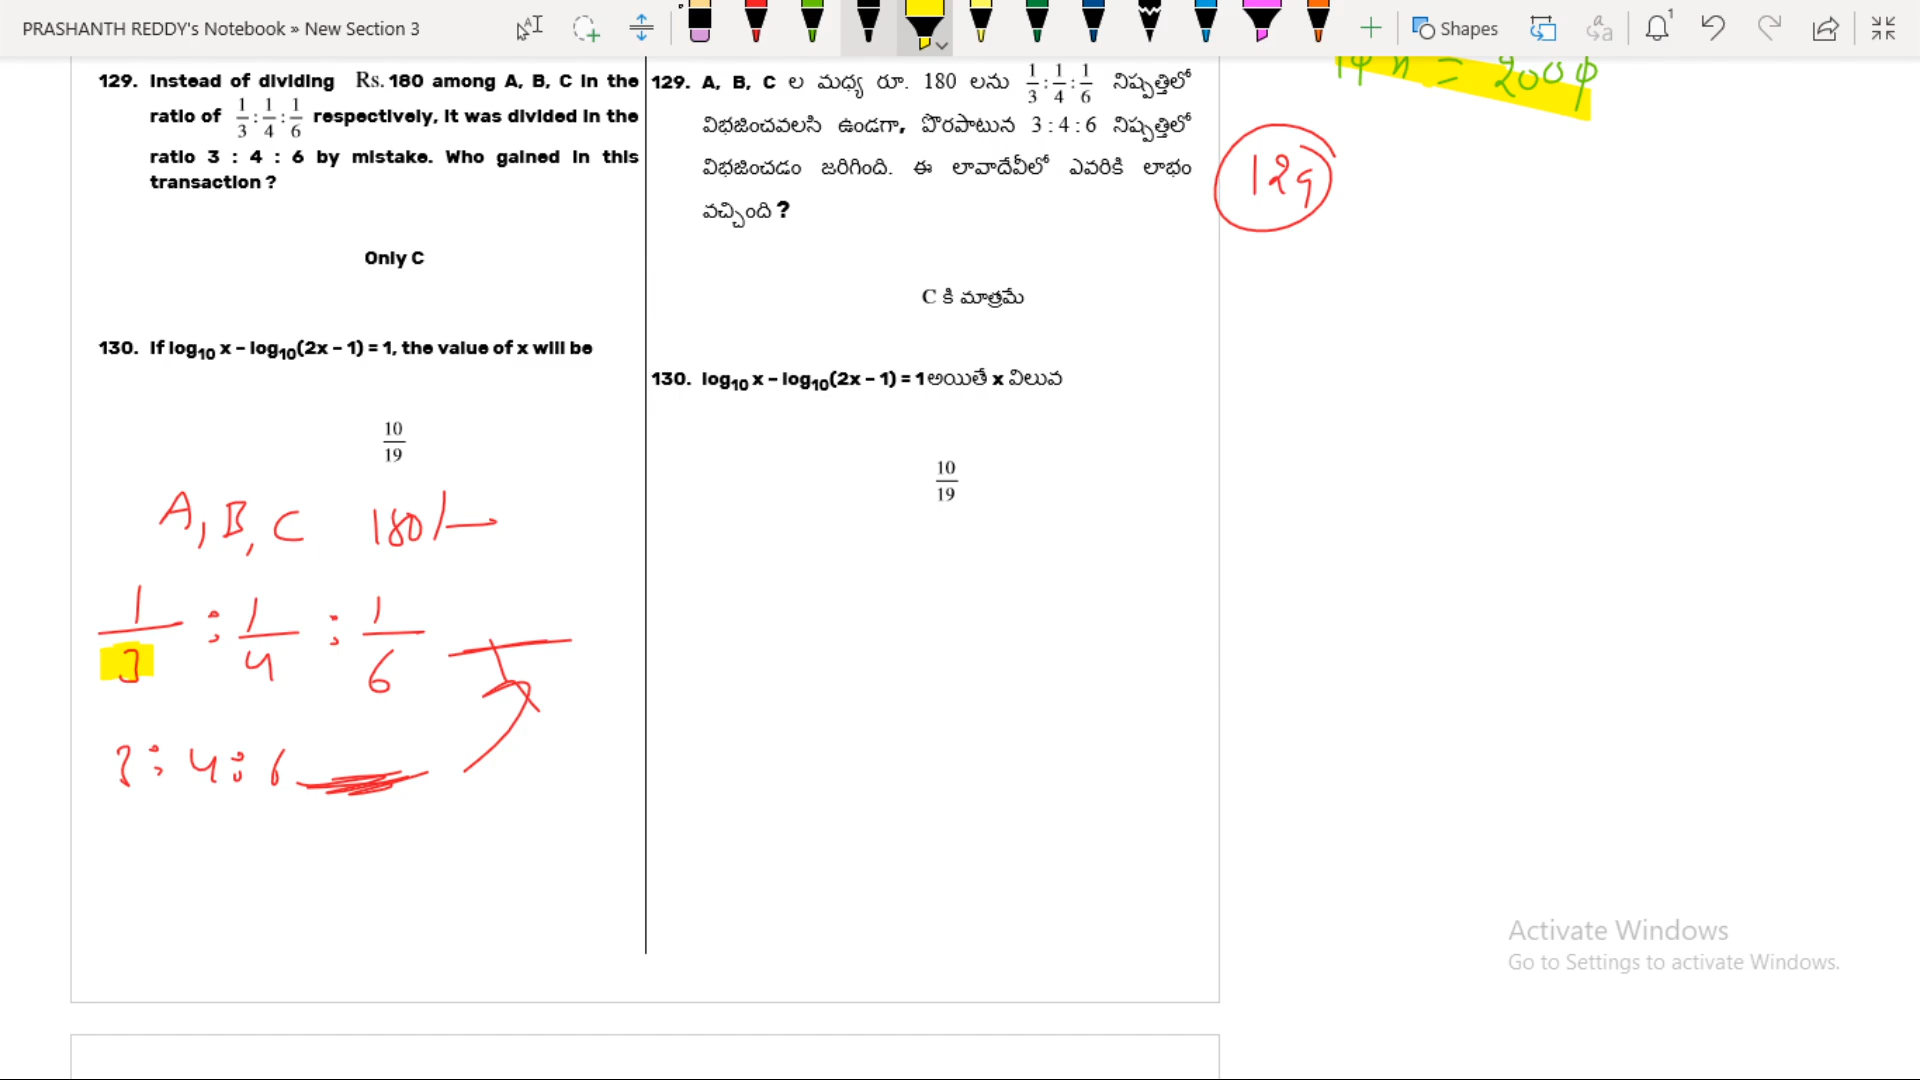 PRASHANTH REDDY's Notebook » New Section 3
Shapes
1
129. Instead of dividing Rs. 180 among A, B, C in the
ratio of 1/3 : 1/4 : 1/6 respectively, it was divided in the
ratio 3 : 4 : 6 by mistake. Who gained in this
transaction ?
Only C
130. If log₁₀ x – log₁₀(2x – 1) = 1, the value of x will be
10/19
A, B, C 180/-
1/3 : 1/4 : 1/6
3 : 4 : 6
129. A, B, C ల మధ్య రూ. 180 లను 1/3 : 1/4 : 1/6 నిష్పత్తిలో
విభజించవలసి ఉండగా, పొరపాటున 3 : 4 : 6 నిష్పత్తిలో
విభజించడం జరిగింది. ఈ లావాదేవీలో ఎవరికి లాభం
వచ్చింది ?
C కి మాత్రమే
130. log₁₀ x – log₁₀(2x – 1) = 1 అయితే x విలువ
10/19
129
Activate Windows
Go to Settings to activate Windows.